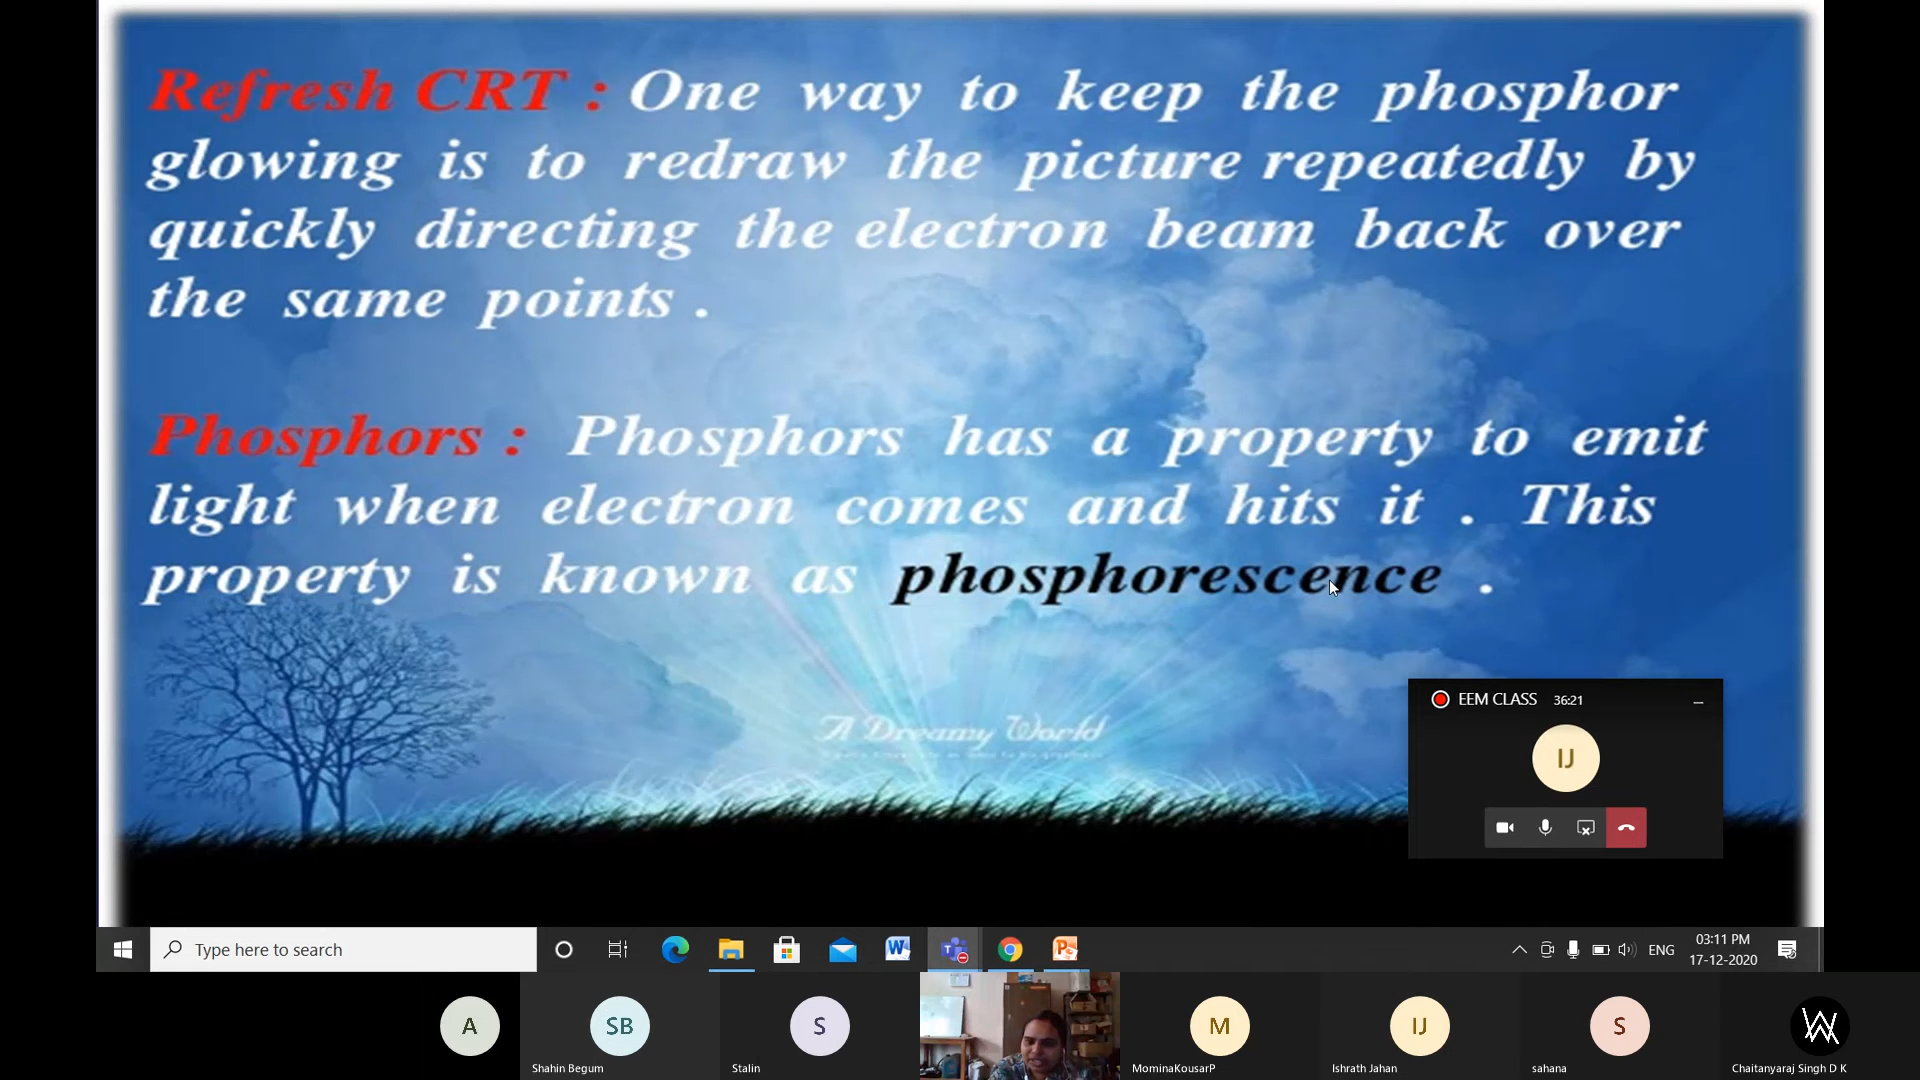 Refresh CRT : One way to keep the phosphor
glowing is to redraw the picture repeatedly by
quickly directing the electron beam back over
the same points .
Phosphors : Phosphors has a property to emit
light when electron comes and hits it . This
property is known as phosphorescence .
A Dreamy World
EEM CLASS 36:21
IJ
Type here to search
ENG
03:11 PM
17-12-2020
A
SB
S
M
IJ
S
Shahin Begum
Stalin
MominaKousarP
Ishrath Jahan
sahana
Chaitanyaraj Singh D K